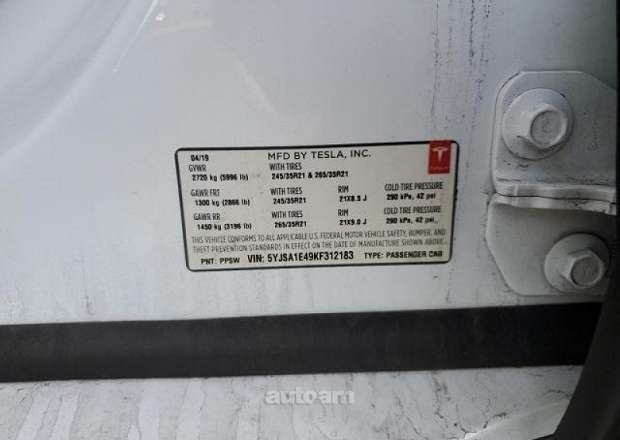 04/19 MFD BY TESLA, INC.
GVWR WITH TIRES
2720 kg (5996 lb) 245/35R21 & 265/35R21
GAWR FRT WITH TIRES RIM COLD TIRE PRESSURE
1300 kg (2866 lb) 245/35R21 21X8.5 J 290 kPa, 42 psi
GAWR RR WITH TIRES RIM COLD TIRE PRESSURE
1450 kg (3196 lb) 265/35R21 21X9.0 J 290 kPa, 42 psi
THIS VEHICLE CONFORMS TO ALL APPLICABLE U.S. FEDERAL MOTOR VEHICLE SAFETY, BUMPER, AND
THEFT PREVENTION STANDARDS IN EFFECT ON THE DATE OF MANUFACTURE SHOWN ABOVE.
PNT: PPSW VIN: 5YJSA1E49KF312183 TYPE: PASSENGER CAR
TESLA
auto.am